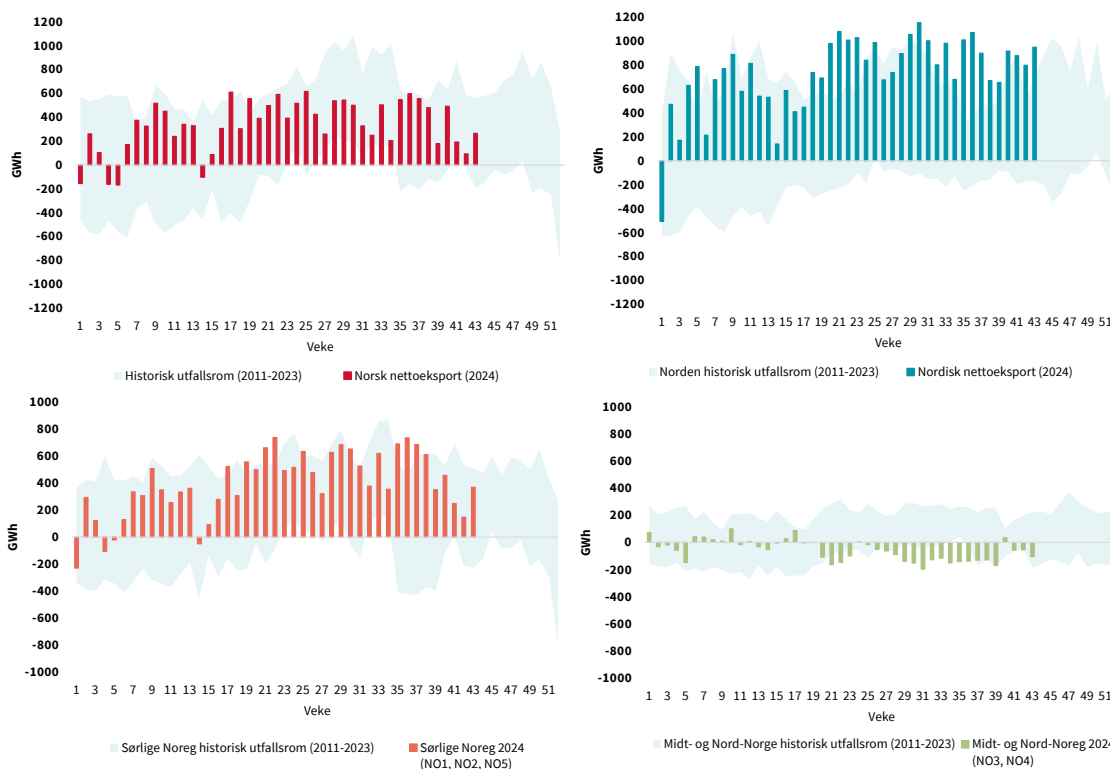 1200
1000
800
600
400
200
0
-200
-400
-600
-800
-1000
-1200
GWh
1 3 5 7 9 11 13 15 17 19 21 23 25 27 29 31 33 35 37 39 41 43 45 47 49 51
Veke
Historisk utfallsrom (2011-2023) Norsk nettoeksport (2024)
1200
1000
800
600
400
200
0
-200
-400
-600
-800
-1000
-1200
GWh
1 3 5 7 9 11 13 15 17 19 21 23 25 27 29 31 33 35 37 39 41 43 45 47 49 51
Veke
Norden historisk utfallsrom (2011-2023) Nordisk nettoeksport (2024)
1000
800
600
400
200
0
-200
-400
-600
-800
-1000
GWh
1 3 5 7 9 11 13 15 17 19 21 23 25 27 29 31 33 35 37 39 41 43 45 47 49 51
Veke
Sørlige Noreg historisk utfallsrom (2011-2023) Sørlige Noreg 2024
(NO1, NO2, NO5)
1000
800
600
400
200
0
-200
-400
-600
-800
-1000
GWh
1 3 5 7 9 11 13 15 17 19 21 23 25 27 29 31 33 35 37 39 41 43 45 47 49 51
Veke
Midt- og Nord-Norge historisk utfallsrom (2011-2023) Midt- og Nord-Noreg 2024
(NO3, NO4)